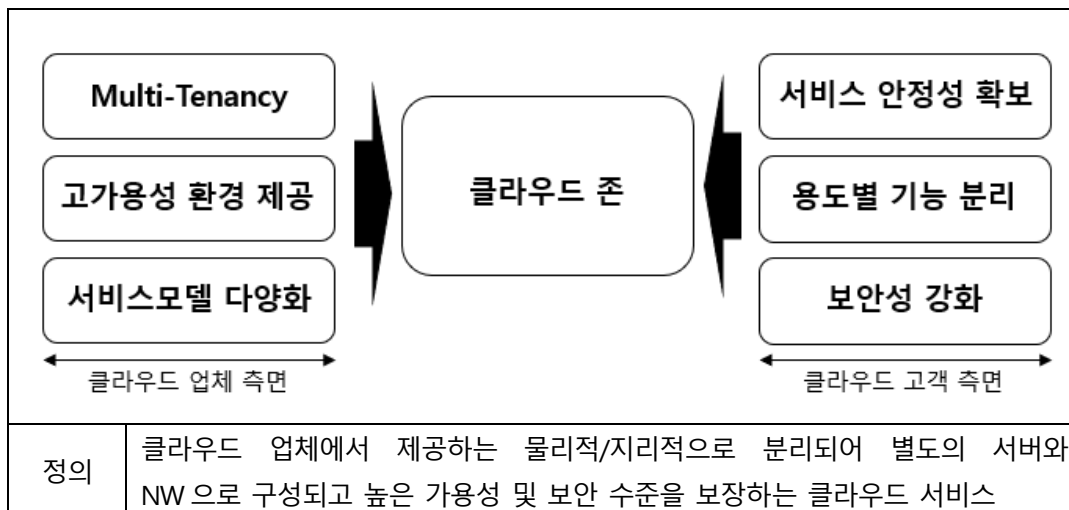 Multi-Tenancy
고가용성 환경 제공
서비스모델 다양화
클라우드 업체 측면
클라우드 존
서비스 안정성 확보
용도별 기능 분리
보안성 강화
클라우드 고객 측면
정의
클라우드 업체에서 제공하는 물리적/지리적으로 분리되어 별도의 서버와
NW으로 구성되고 높은 가용성 및 보안 수준을 보장하는 클라우드 서비스